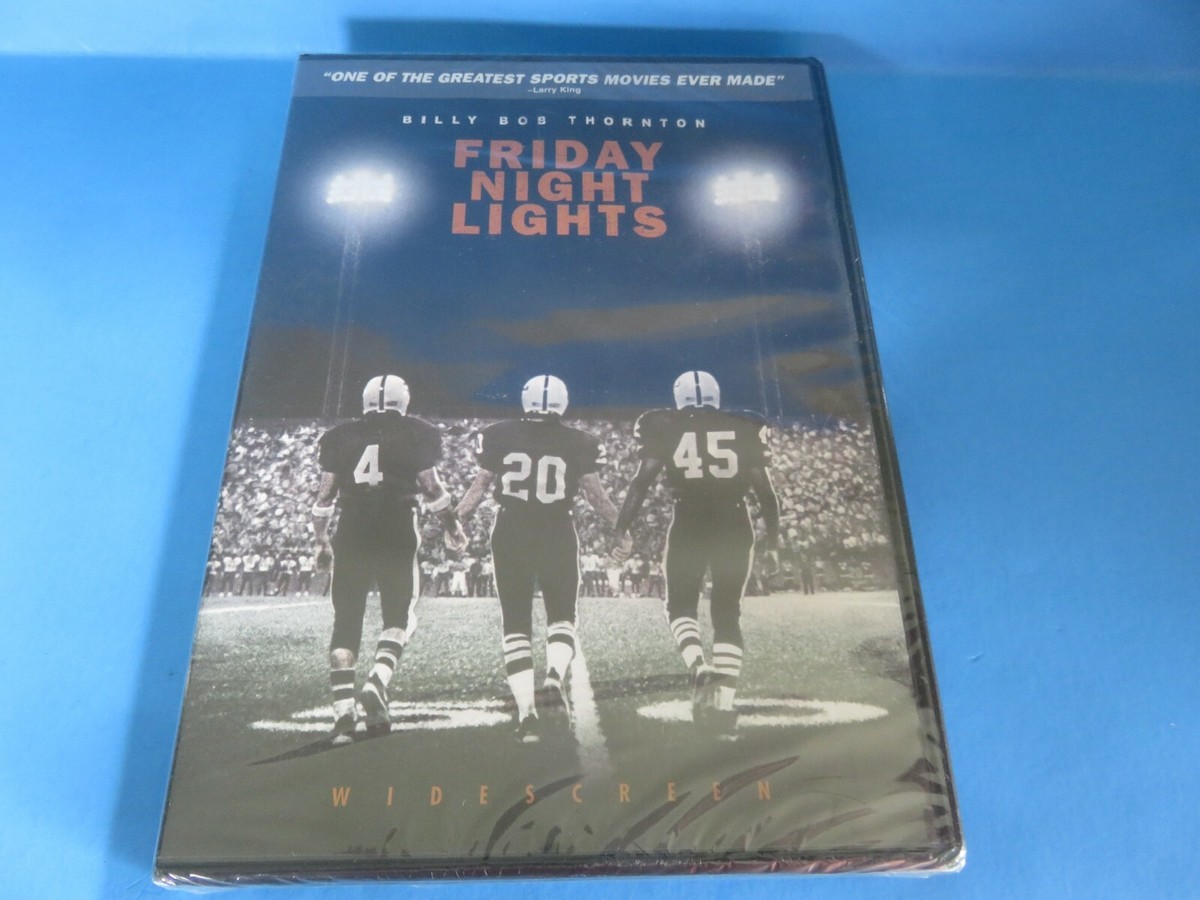 "ONE OF THE GREATEST SPORTS MOVIES EVER MADE"
–Larry King
BILLY BOB THORNTON
FRIDAY
NIGHT
LIGHTS
4
20
45
WIDESCREEN